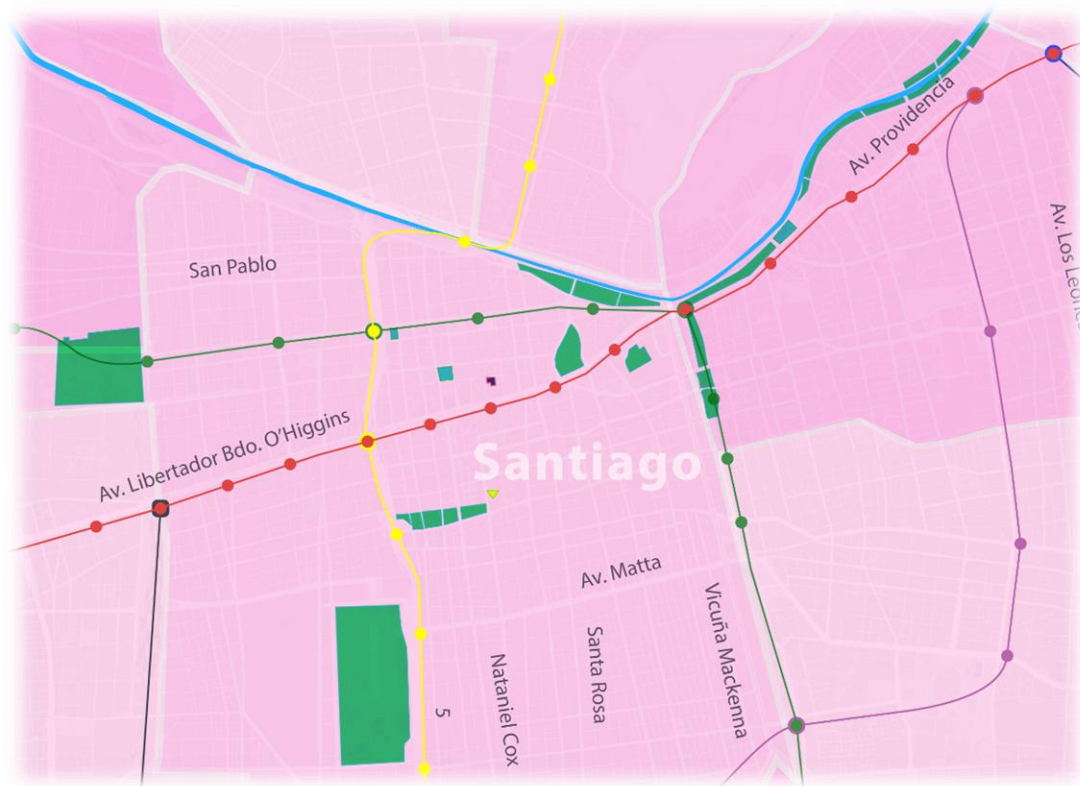 Av. Providencia
Av. Los Leones
San Pablo
Av. Libertador Bdo. O'Higgins
Santiago
Av. Matta
Vicuña Mackenna
Santa Rosa
Nataniel Cox
5